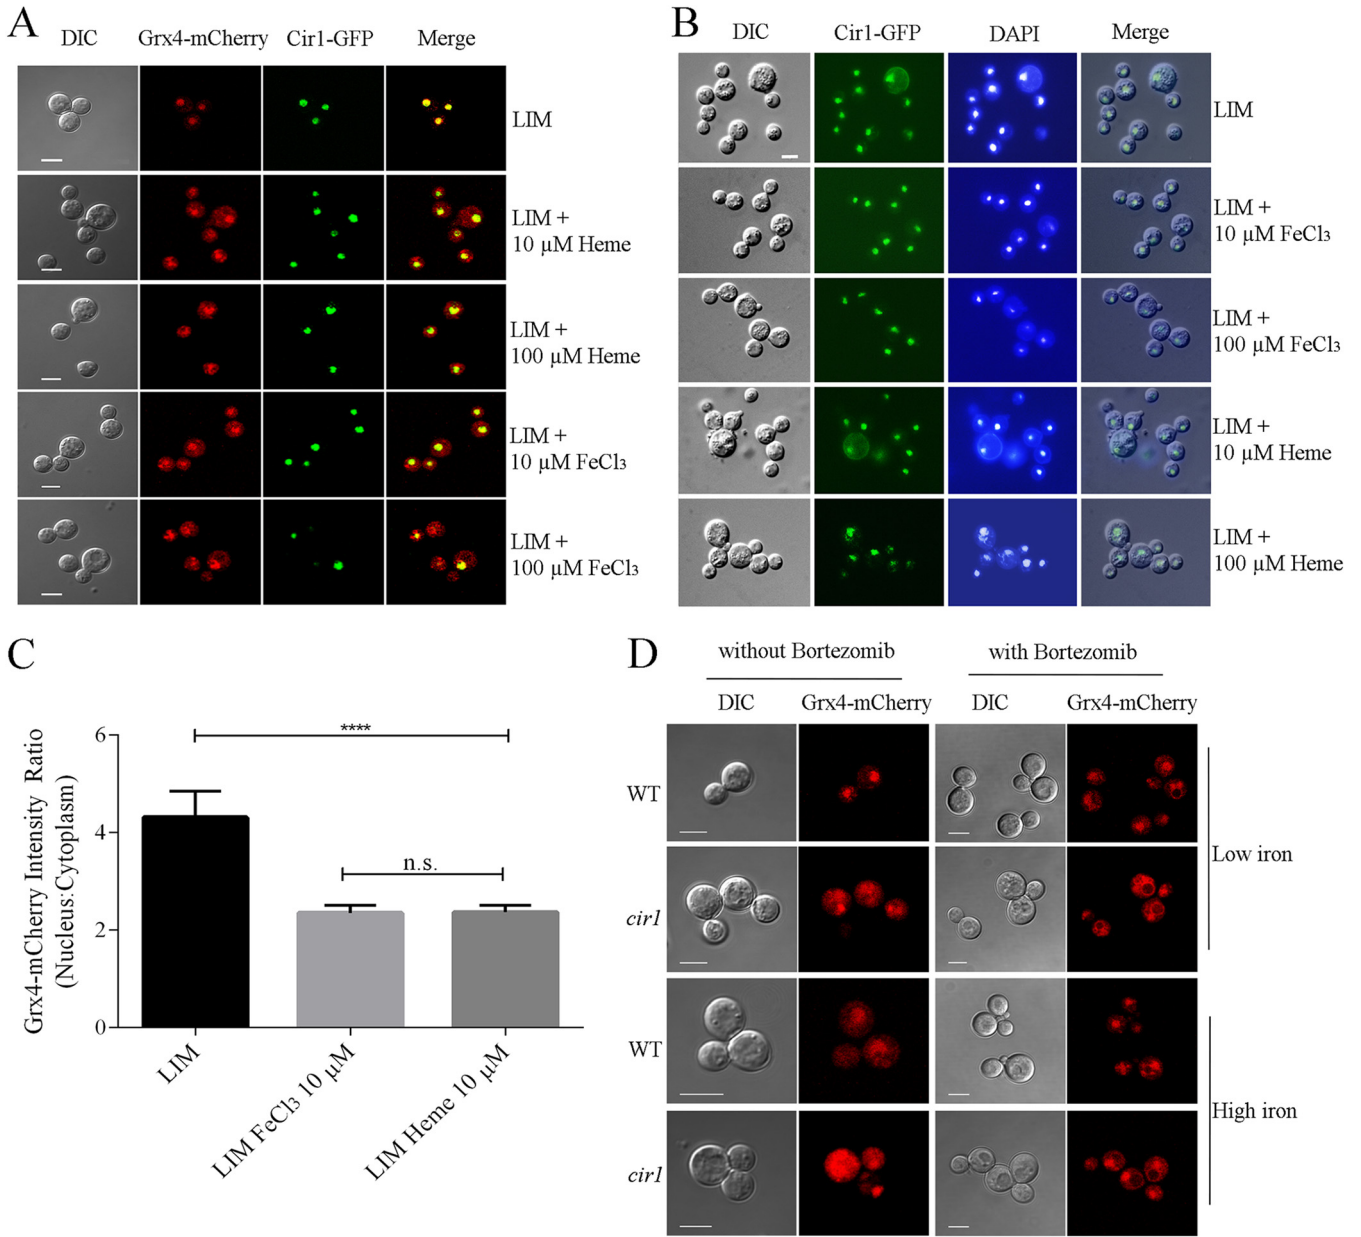 A
DIC Grx4-mCherry Cir1-GFP Merge
LIM
LIM +
10 µM Heme
LIM +
100 µM Heme
LIM +
10 µM FeCl₃
LIM +
100 µM FeCl₃
B
DIC Cir1-GFP DAPI Merge
LIM
LIM +
10 µM FeCl₃
LIM +
100 µM FeCl₃
LIM +
10 µM Heme
LIM +
100 µM Heme
C
Grx4-mCherry Intensity Ratio
(Nucleus:Cytoplasm)
6
4
2
0
****
n.s.
LIM
LIM FeCl₃ 10 µM
LIM Heme 10 µM
D
without Bortezomib with Bortezomib
DIC Grx4-mCherry DIC Grx4-mCherry
WT
cir1
Low iron
WT
cir1
High iron